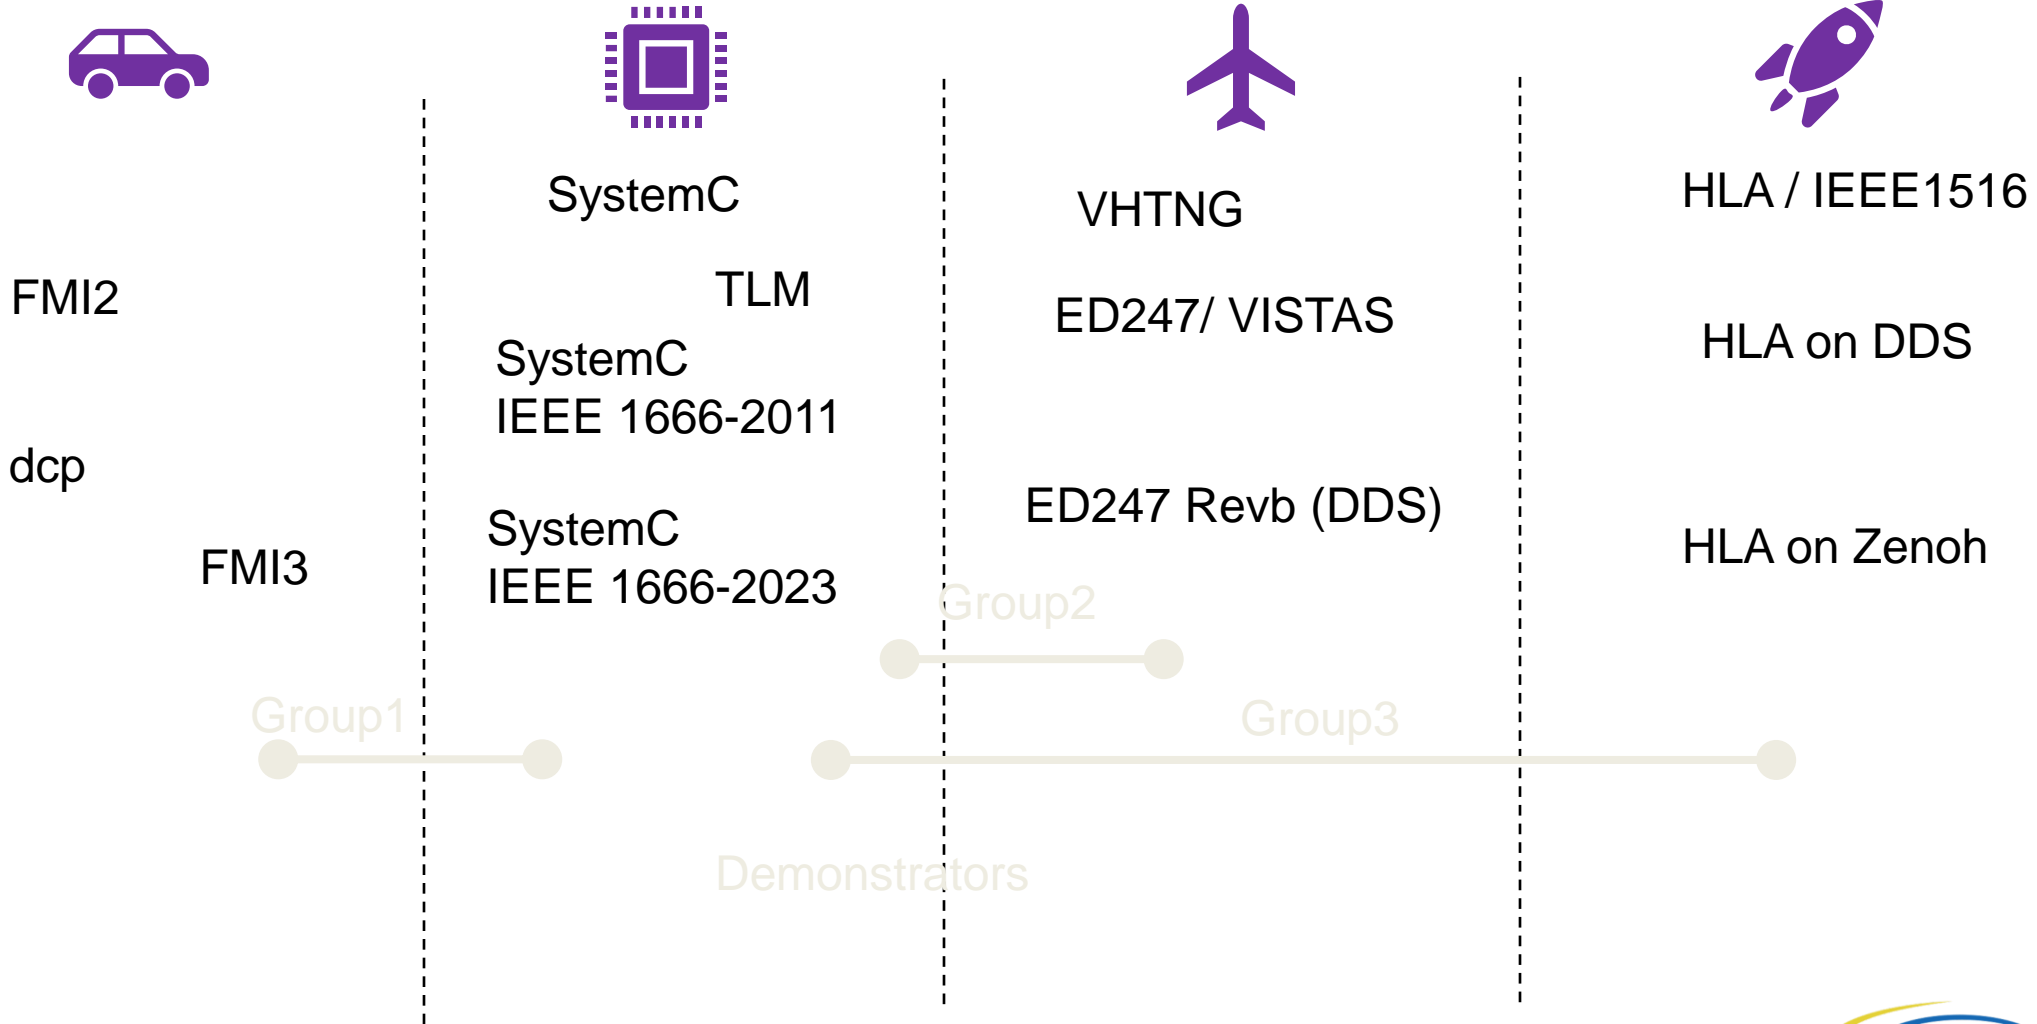 FMI2
dcp
FMI3
SystemC
TLM
SystemC
IEEE 1666-2011
SystemC
IEEE 1666-2023
VHTNG
ED247/ VISTAS
ED247 Revb (DDS)
HLA / IEEE1516
HLA on DDS
HLA on Zenoh
Group2
Group1
Group3
Demonstrators